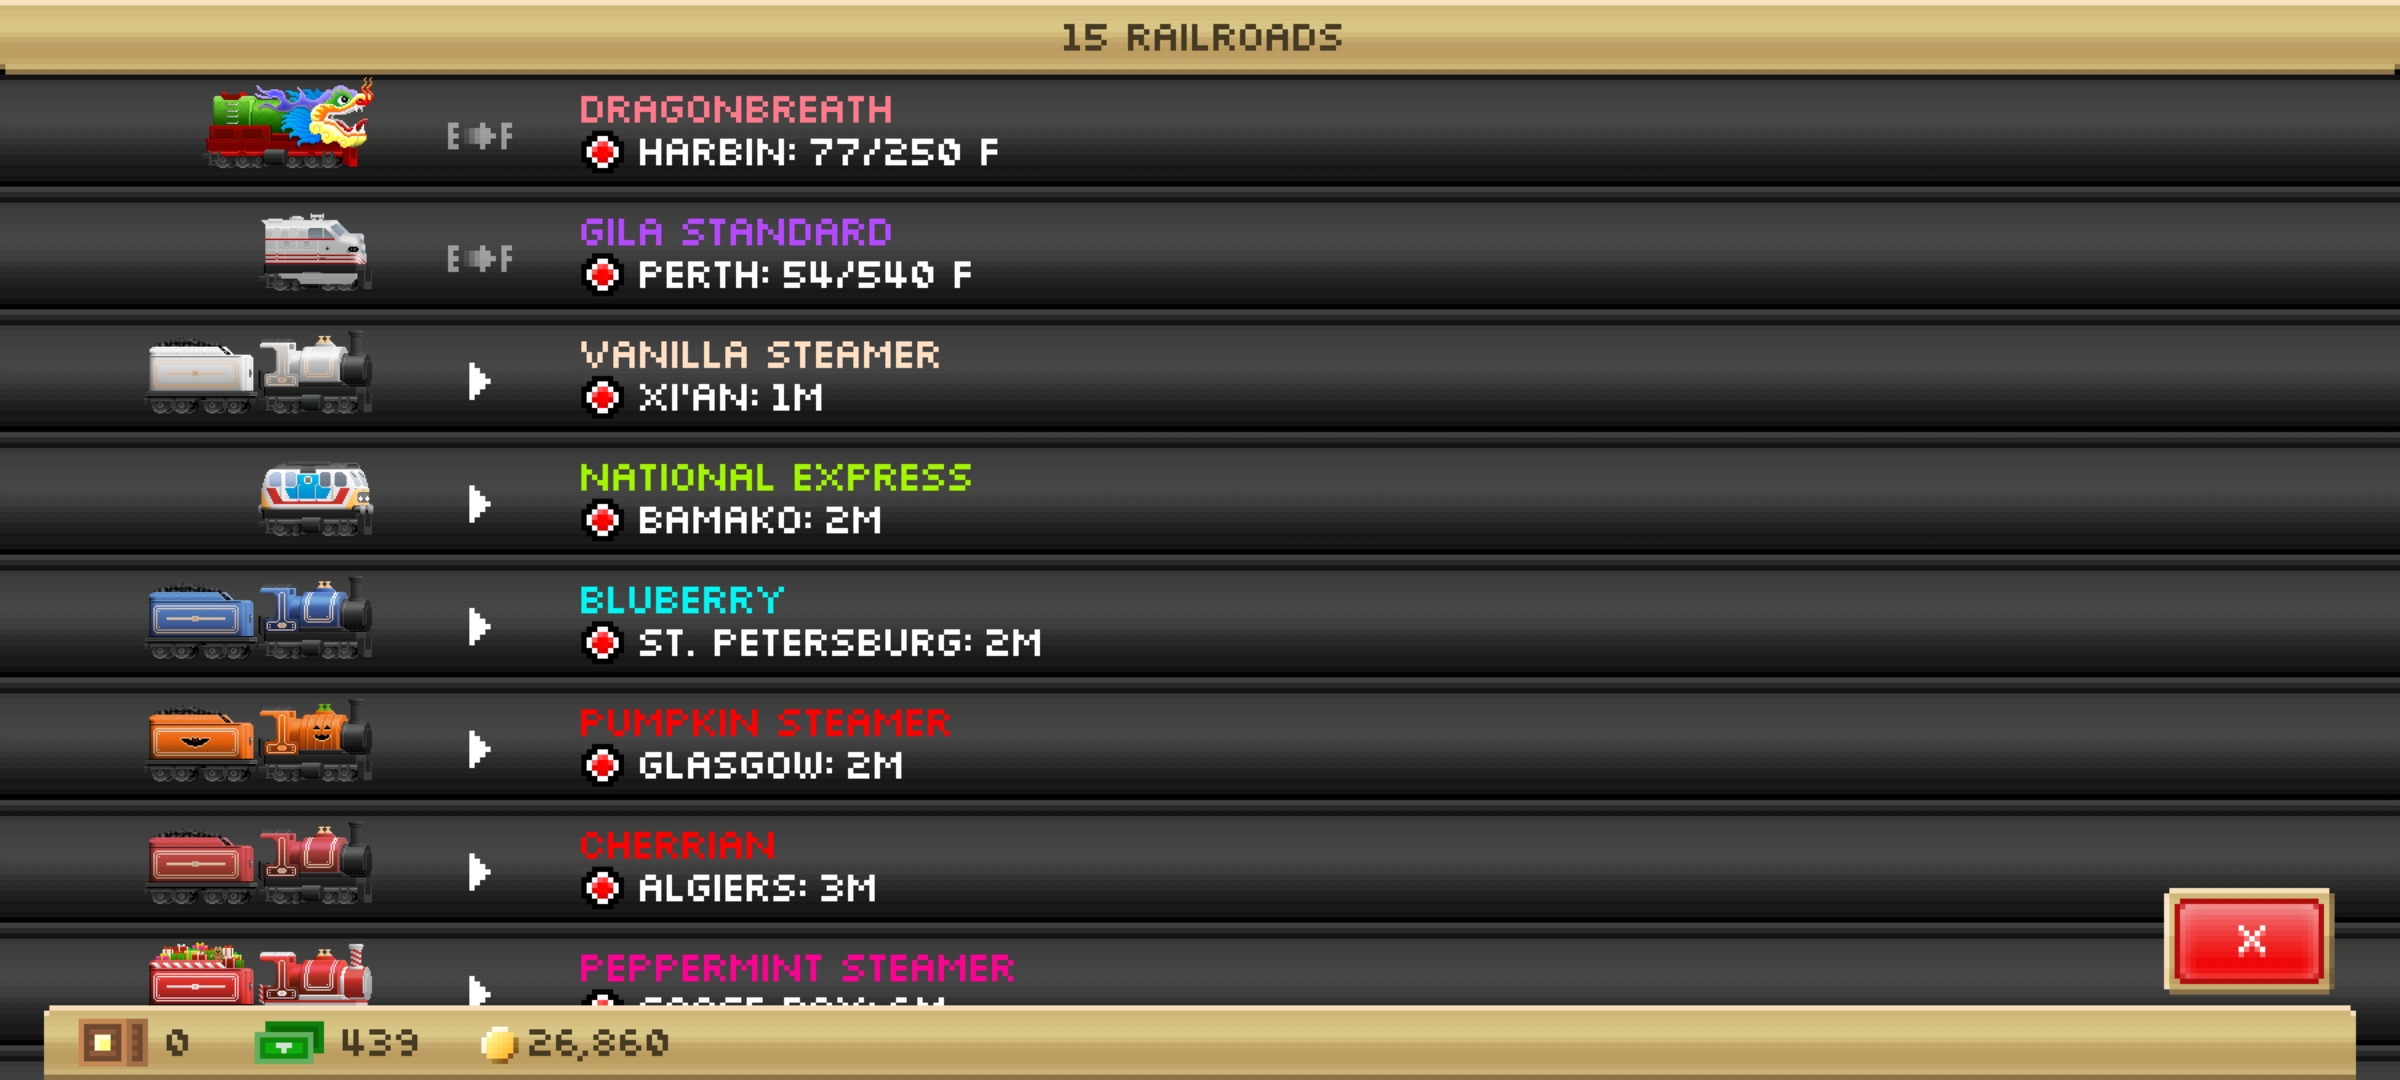 15 RAILROADS
DRAGONBREATH
E F
HARBIN: 77/250 F
GILA STANDARD
E F
PERTH: 54/540 F
VANILLA STEAMER
XI'AN: 1M
NATIONAL EXPRESS
BAMAKO: 2M
BLUBERRY
ST. PETERSBURG: 2M
PUMPKIN STEAMER
GLASGOW: 2M
CHERRIAN
ALGIERS: 3M
PEPPERMINT STEAMER
X
0 439 26,860